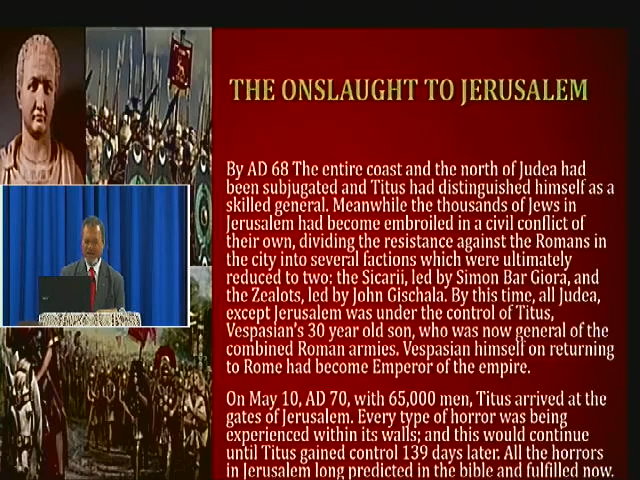 THE ONSLAUGHT TO JERUSALEM
By AD 68 The entire coast and the north of Judea had
been subjugated and Titus had distinguished himself as a
skilled general. Meanwhile the thousands of Jews in
Jerusalem had become embroiled in a civil conflict of
their own, dividing the resistance against the Romans in
the city into several factions which were ultimately
reduced to two: the Sicarii, led by Simon Bar Giora, and
the Zealots, led by John Gischala. By this time, all Judea,
except Jerusalem was under the control of Titus,
Vespasian's 30 year old son, who was now general of the
combined Roman armies. Vespasian himself on returning
to Rome had become Emperor of the empire.
On May 10, AD 70, with 65,000 men, Titus arrived at the
gates of Jerusalem. Every type of horror was being
experienced within its walls; and this would continue
until Titus gained control 139 days later. All the horrors
in Jerusalem long predicted in the bible and fulfilled now.